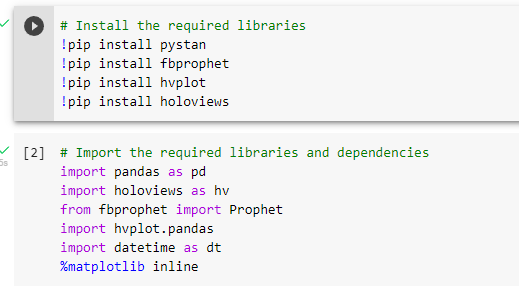 # Install the required libraries
!pip install pystan
!pip install fbprophet
!pip install hvplot
!pip install holoviews
[2] # Import the required libraries and dependencies
import pandas as pd
import holoviews as hv
from fbprophet import Prophet
import hvplot.pandas
import datetime as dt
%matplotlib inline